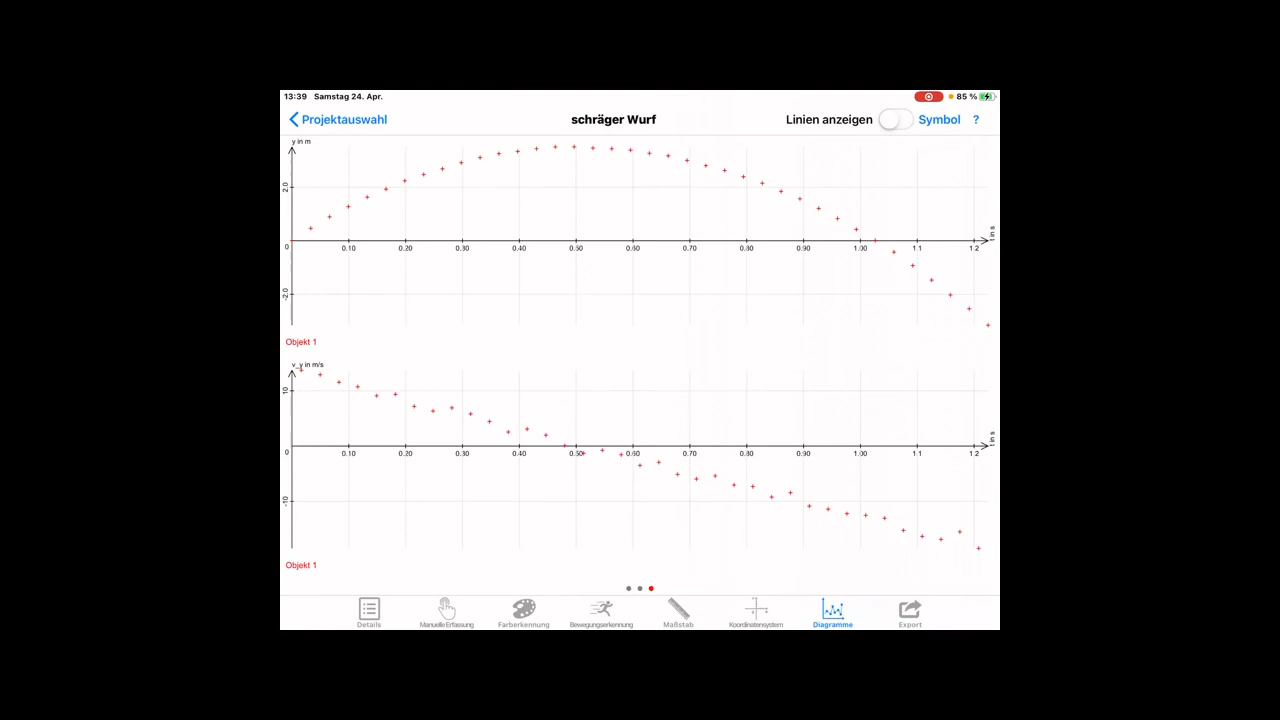 13:39 Samstag 24. Apr. 85 %
Projektauswahl schräger Wurf Linien anzeigen Symbol ?
y in m
2.0
0 0.10 0.20 0.30 0.40 0.50 0.60 0.70 0.80 0.90 1.00 1.1 1.2 t in s
-2.0
Objekt 1
v_y in m/s
10
0 0.10 0.20 0.30 0.40 0.50 0.60 0.70 0.80 0.90 1.00 1.1 1.2 t in s
-10
Objekt 1
Details Manuelle Erfassung Farberkennung Bewegungserkennung Maßstab Koordinatensystem Diagramme Export